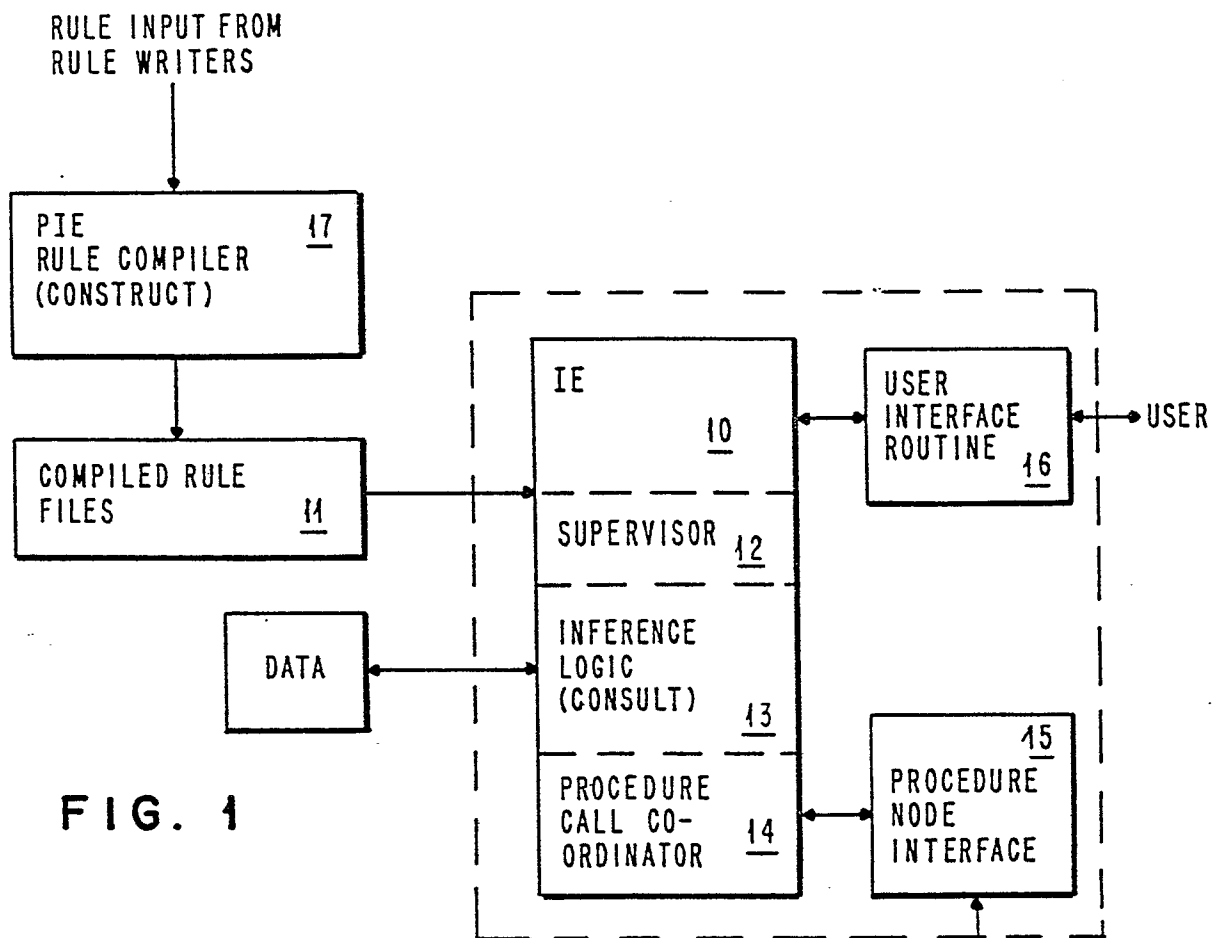 RULE INPUT FROM
RULE WRITERS
PIE 17
RULE COMPILER
(CONSTRUCT)
COMPILED RULE
FILES 11
DATA
IE
10
SUPERVISOR 12
INFERENCE
LOGIC
(CONSULT)
13
PROCEDURE
CALL CO-
ORDINATOR 14
USER
INTERFACE
ROUTINE
16
USER
15
PROCEDURE
NODE
INTERFACE
FIG. 1